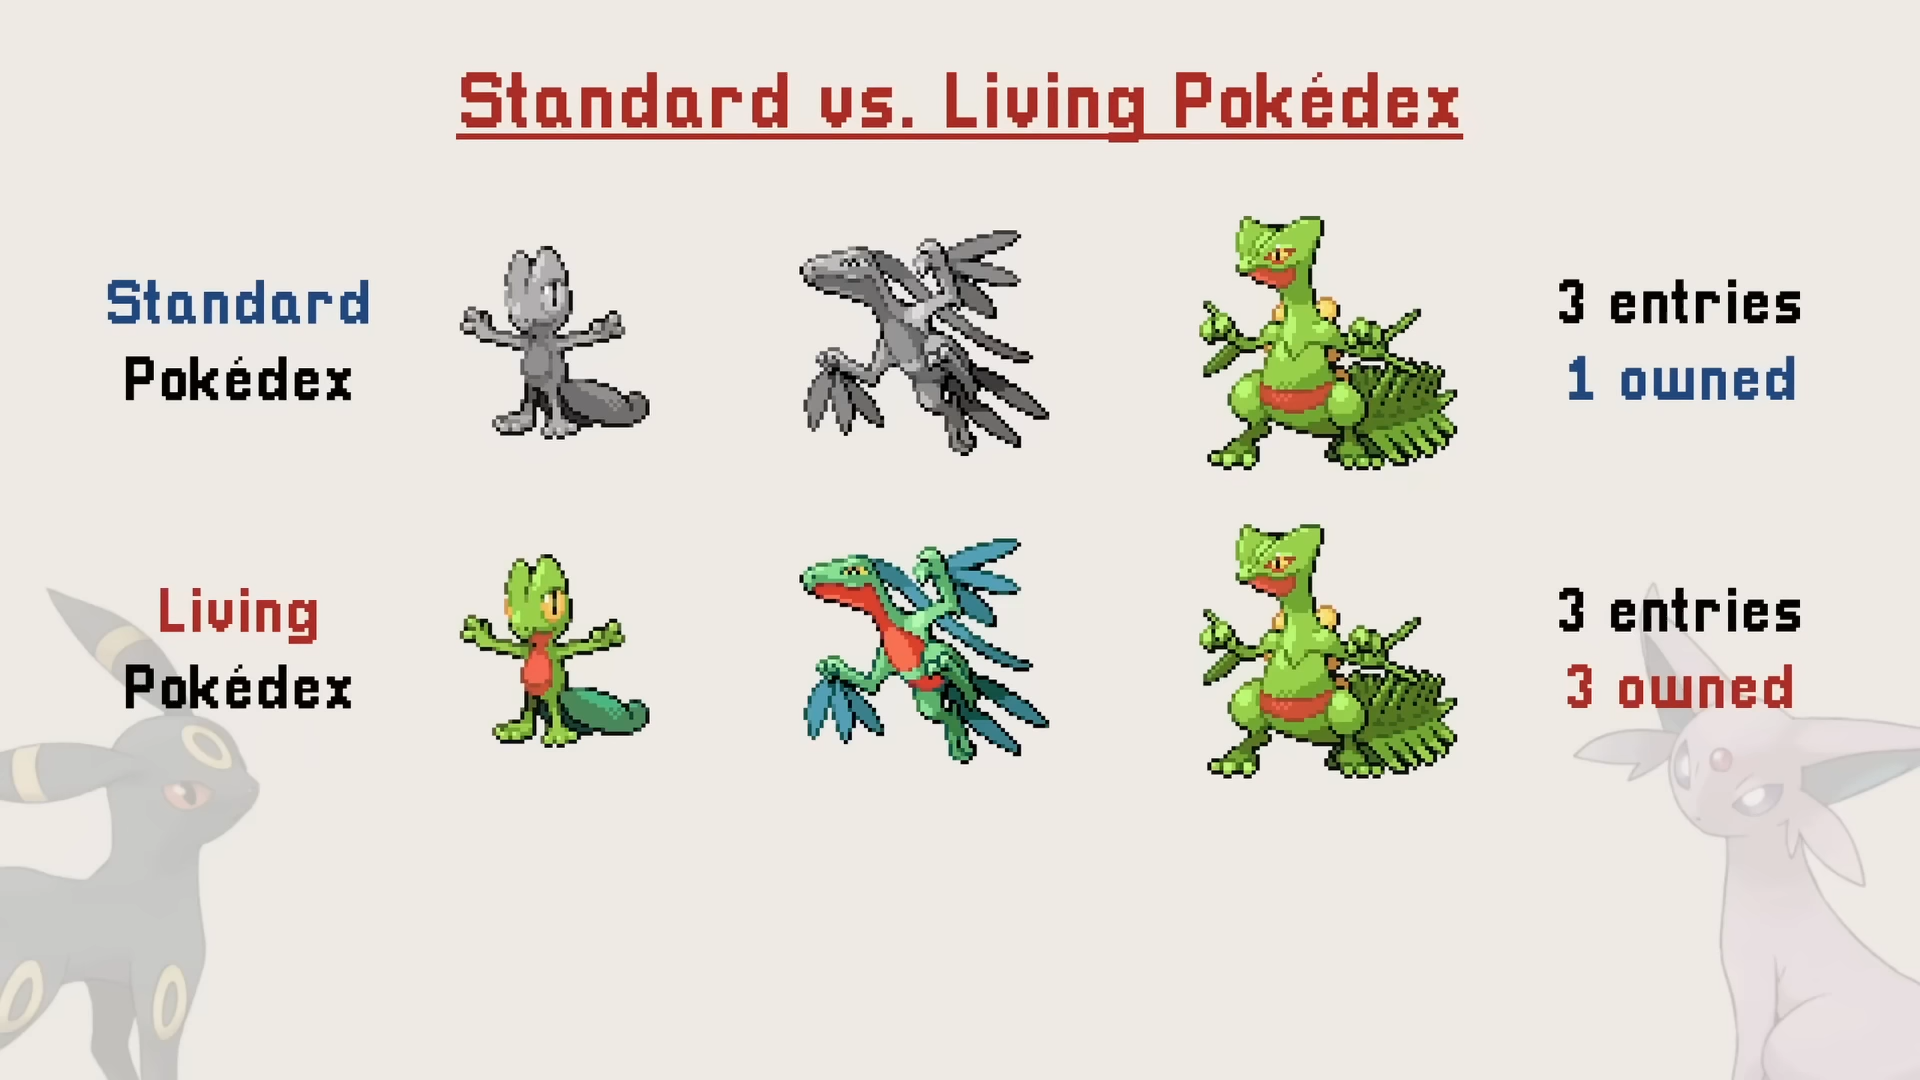 Standard vs. Living Pokédex
Standard
Pokédex
3 entries
1 owned
Living
Pokédex
3 entries
3 owned